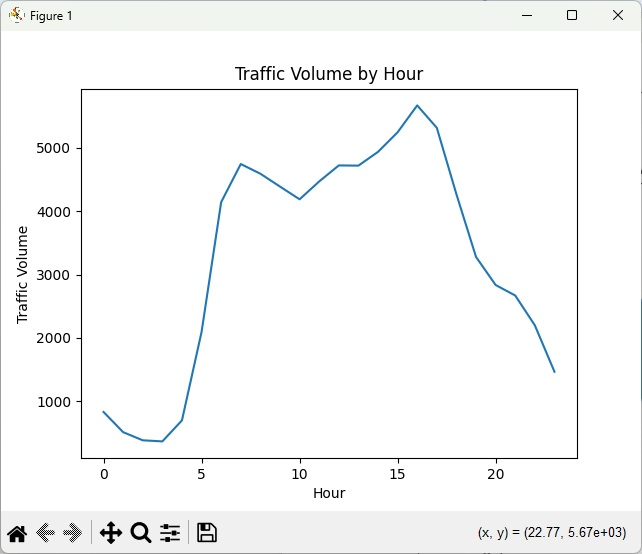 Figure 1
Traffic Volume by Hour
5000
4000
3000
2000
1000
Traffic Volume
0 5 10 15 20
Hour
(x, y) = (22.77, 5.67e+03)